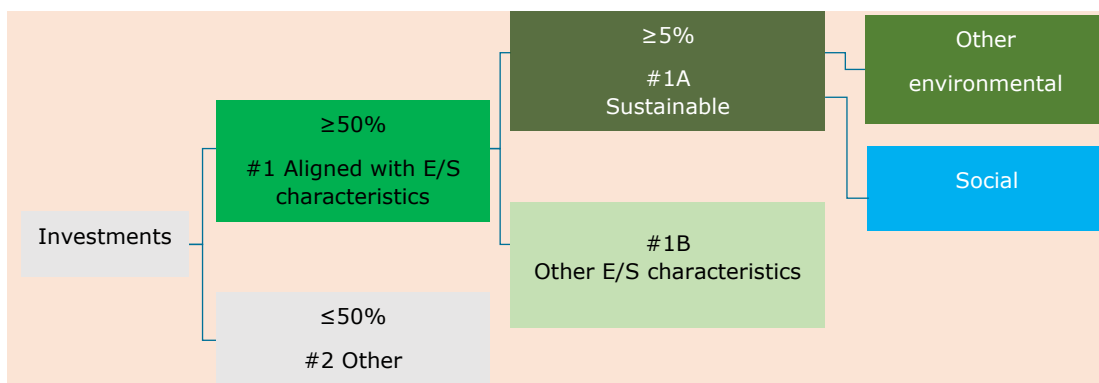 Investments
≥50%
#1 Aligned with E/S
characteristics
≤50%
#2 Other
≥5%
#1A
Sustainable
#1B
Other E/S characteristics
Other
environmental
Social